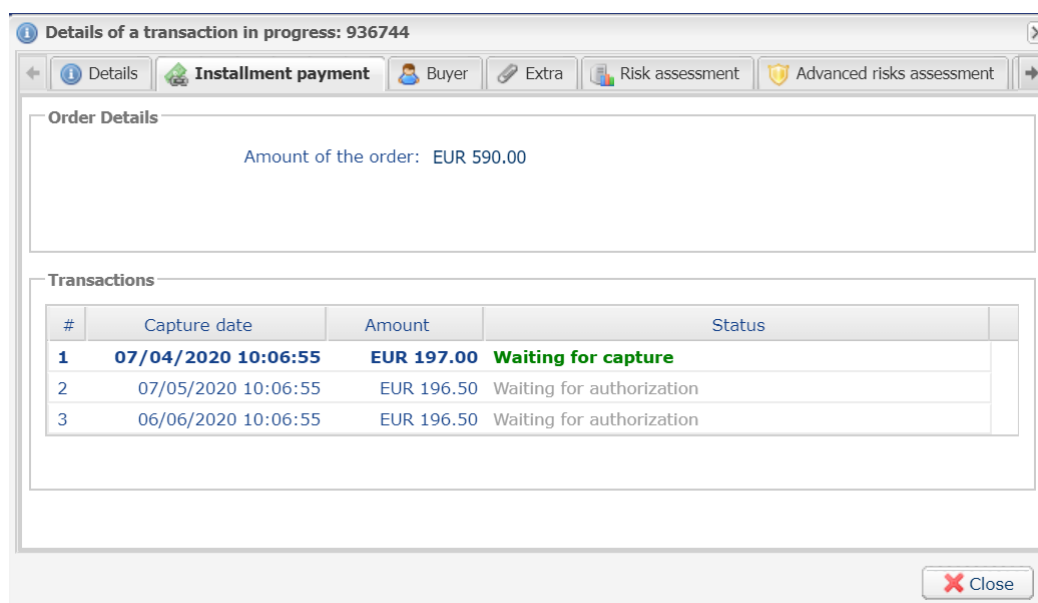 Details of a transaction in progress: 936744
Details Installment payment Buyer Extra Risk assessment Advanced risks assessment
Order Details
Amount of the order: EUR 590.00
Transactions
# Capture date Amount Status
1 07/04/2020 10:06:55 EUR 197.00 Waiting for capture
2 07/05/2020 10:06:55 EUR 196.50 Waiting for authorization
3 06/06/2020 10:06:55 EUR 196.50 Waiting for authorization
Close